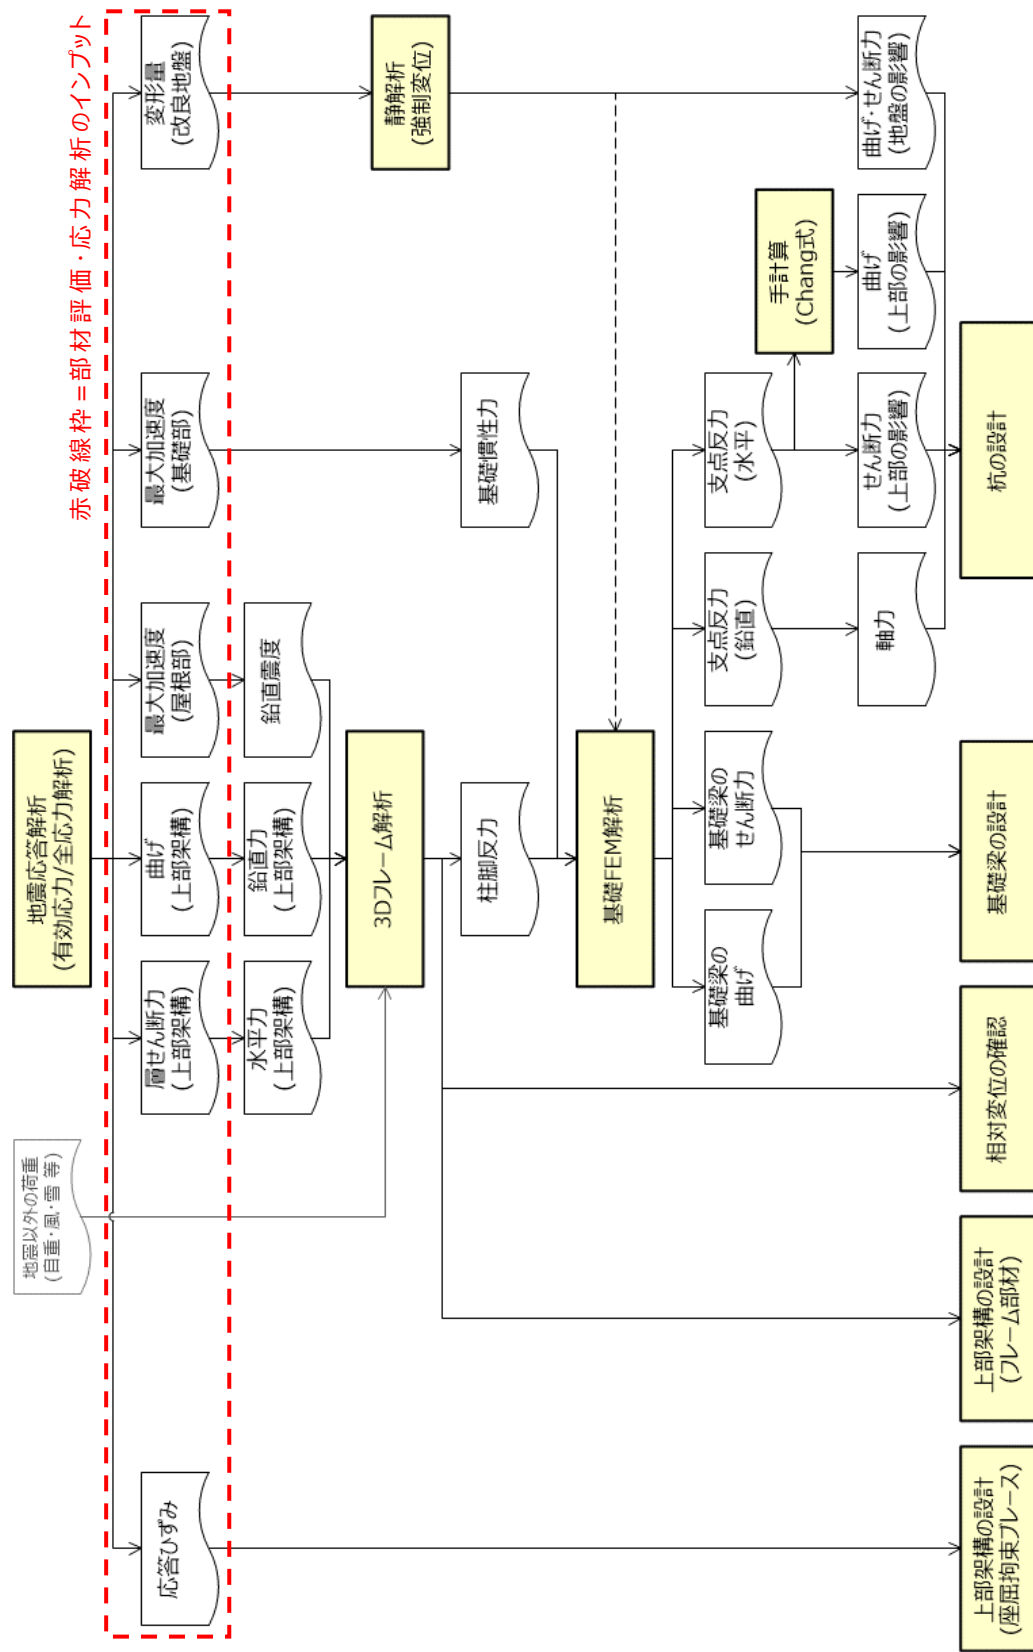 赤破線枠=部材評価・応力解析のインプット
地震応答解析
(有効応力/全応力解析)
地震以外の荷重
(自重・風・雪 等)
応答ひずみ
層せん断力
(上部架構)
曲げ
(上部架構)
最大加速度
(屋根部)
最大加速度
(基礎部)
変形量
(改良地盤)
水平力
(上部架構)
鉛直力
(上部架構)
鉛直震度
3Dフレーム解析
静解析
(強制変位)
柱脚反力
基礎慣性力
基礎FEM解析
基礎梁の
曲げ
基礎梁の
せん断力
支点反力
(鉛直)
支点反力
(水平)
手計算
(Chang式)
軸力
せん断力
(上部の影響)
曲げ
(上部の影響)
曲げ・せん断力
(地盤の影響)
上部架構の設計
(座屈拘束ブレース)
上部架構の設計
(フレーム部材)
相対変位の確認
基礎梁の設計
杭の設計